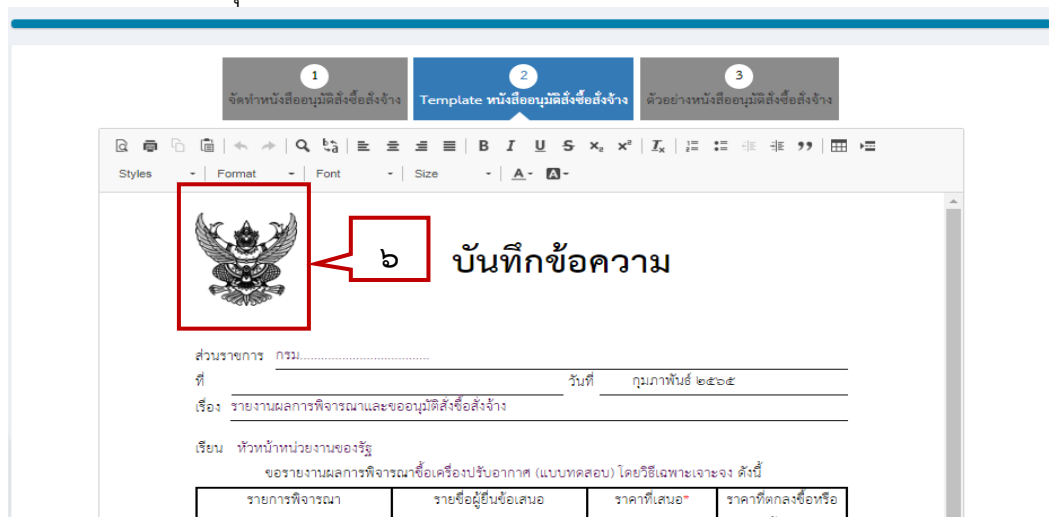 1 2 3
จัดทำหนังสืออนุมัติสั่งซื้อสั่งจ้าง Template หนังสืออนุมัติสั่งซื้อสั่งจ้าง ตัวอย่างหนังสืออนุมัติสั่งซื้อสั่งจ้าง
Styles Format Font Size
๖ บันทึกข้อความ
ส่วนราชการ กรม.....................................
ที่ วันที่ กุมภาพันธ์ ๒๕๖๕
เรื่อง รายงานผลการพิจารณาและขออนุมัติสั่งซื้อสั่งจ้าง
เรียน หัวหน้าหน่วยงานของรัฐ
ขอรายงานผลการพิจารณาซื้อเครื่องปรับอากาศ (แบบทดสอบ) โดยวิธีเฉพาะเจาะจง ดังนี้
รายการพิจารณา รายชื่อผู้ยื่นข้อเสนอ ราคาที่เสนอ* ราคาที่ตกลงซื้อหรือ